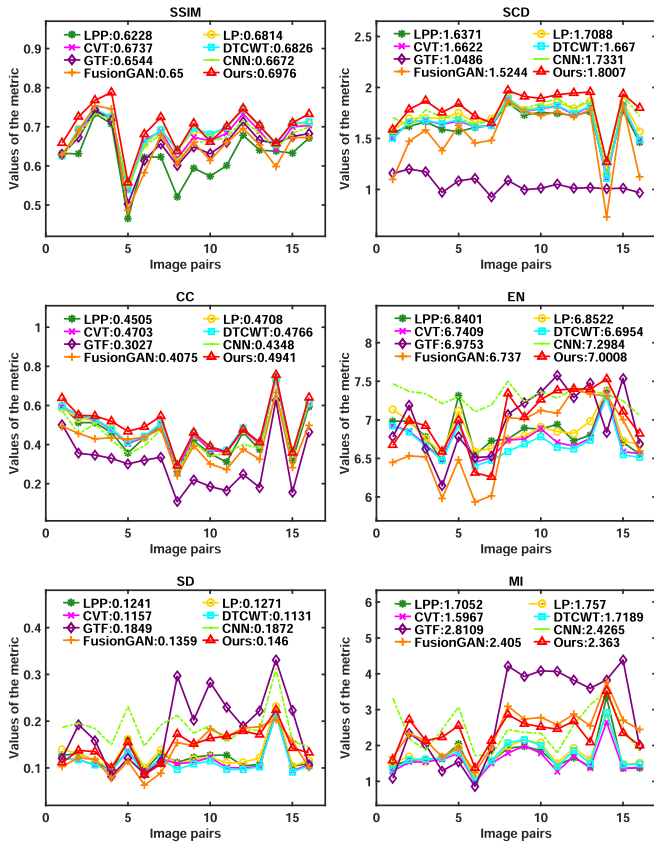 SSIM
LPP:0.6228 LP:0.6814
CVT:0.6737 DTCWT:0.6826
GTF:0.6544 CNN:0.6672
FusionGAN:0.65 Ours:0.6976
0.9
0.8
0.7
0.6
0.5
0 5 10 15
Values of the metric
Image pairs
SCD
LPP:1.6371 LP:1.7088
CVT:1.6622 DTCWT:1.667
GTF:1.0486 CNN:1.7331
FusionGAN:1.5244 Ours:1.8007
2.5
2
1.5
1
0 5 10 15
Values of the metric
Image pairs
CC
LPP:0.4505 LP:0.4708
CVT:0.4703 DTCWT:0.4766
GTF:0.3027 CNN:0.4348
FusionGAN:0.4075 Ours:0.4941
1
0.8
0.6
0.4
0.2
0 5 10 15
Values of the metric
Image pairs
EN
LPP:6.8401 LP:6.8522
CVT:6.7409 DTCWT:6.6954
GTF:6.9753 CNN:7.2984
FusionGAN:6.737 Ours:7.0008
8
7.5
7
6.5
6
0 5 10 15
Values of the metric
Image pairs
SD
LPP:0.1241 LP:0.1271
CVT:0.1157 DTCWT:0.1131
GTF:0.1849 CNN:0.1872
FusionGAN:0.1359 Ours:0.146
0.4
0.3
0.2
0.1
0 5 10 15
Values of the metric
Image pairs
MI
LPP:1.7052 LP:1.757
CVT:1.5967 DTCWT:1.7189
GTF:2.8109 CNN:2.4265
FusionGAN:2.405 Ours:2.363
6
5
4
3
2
1
0 5 10 15
Values of the metric
Image pairs